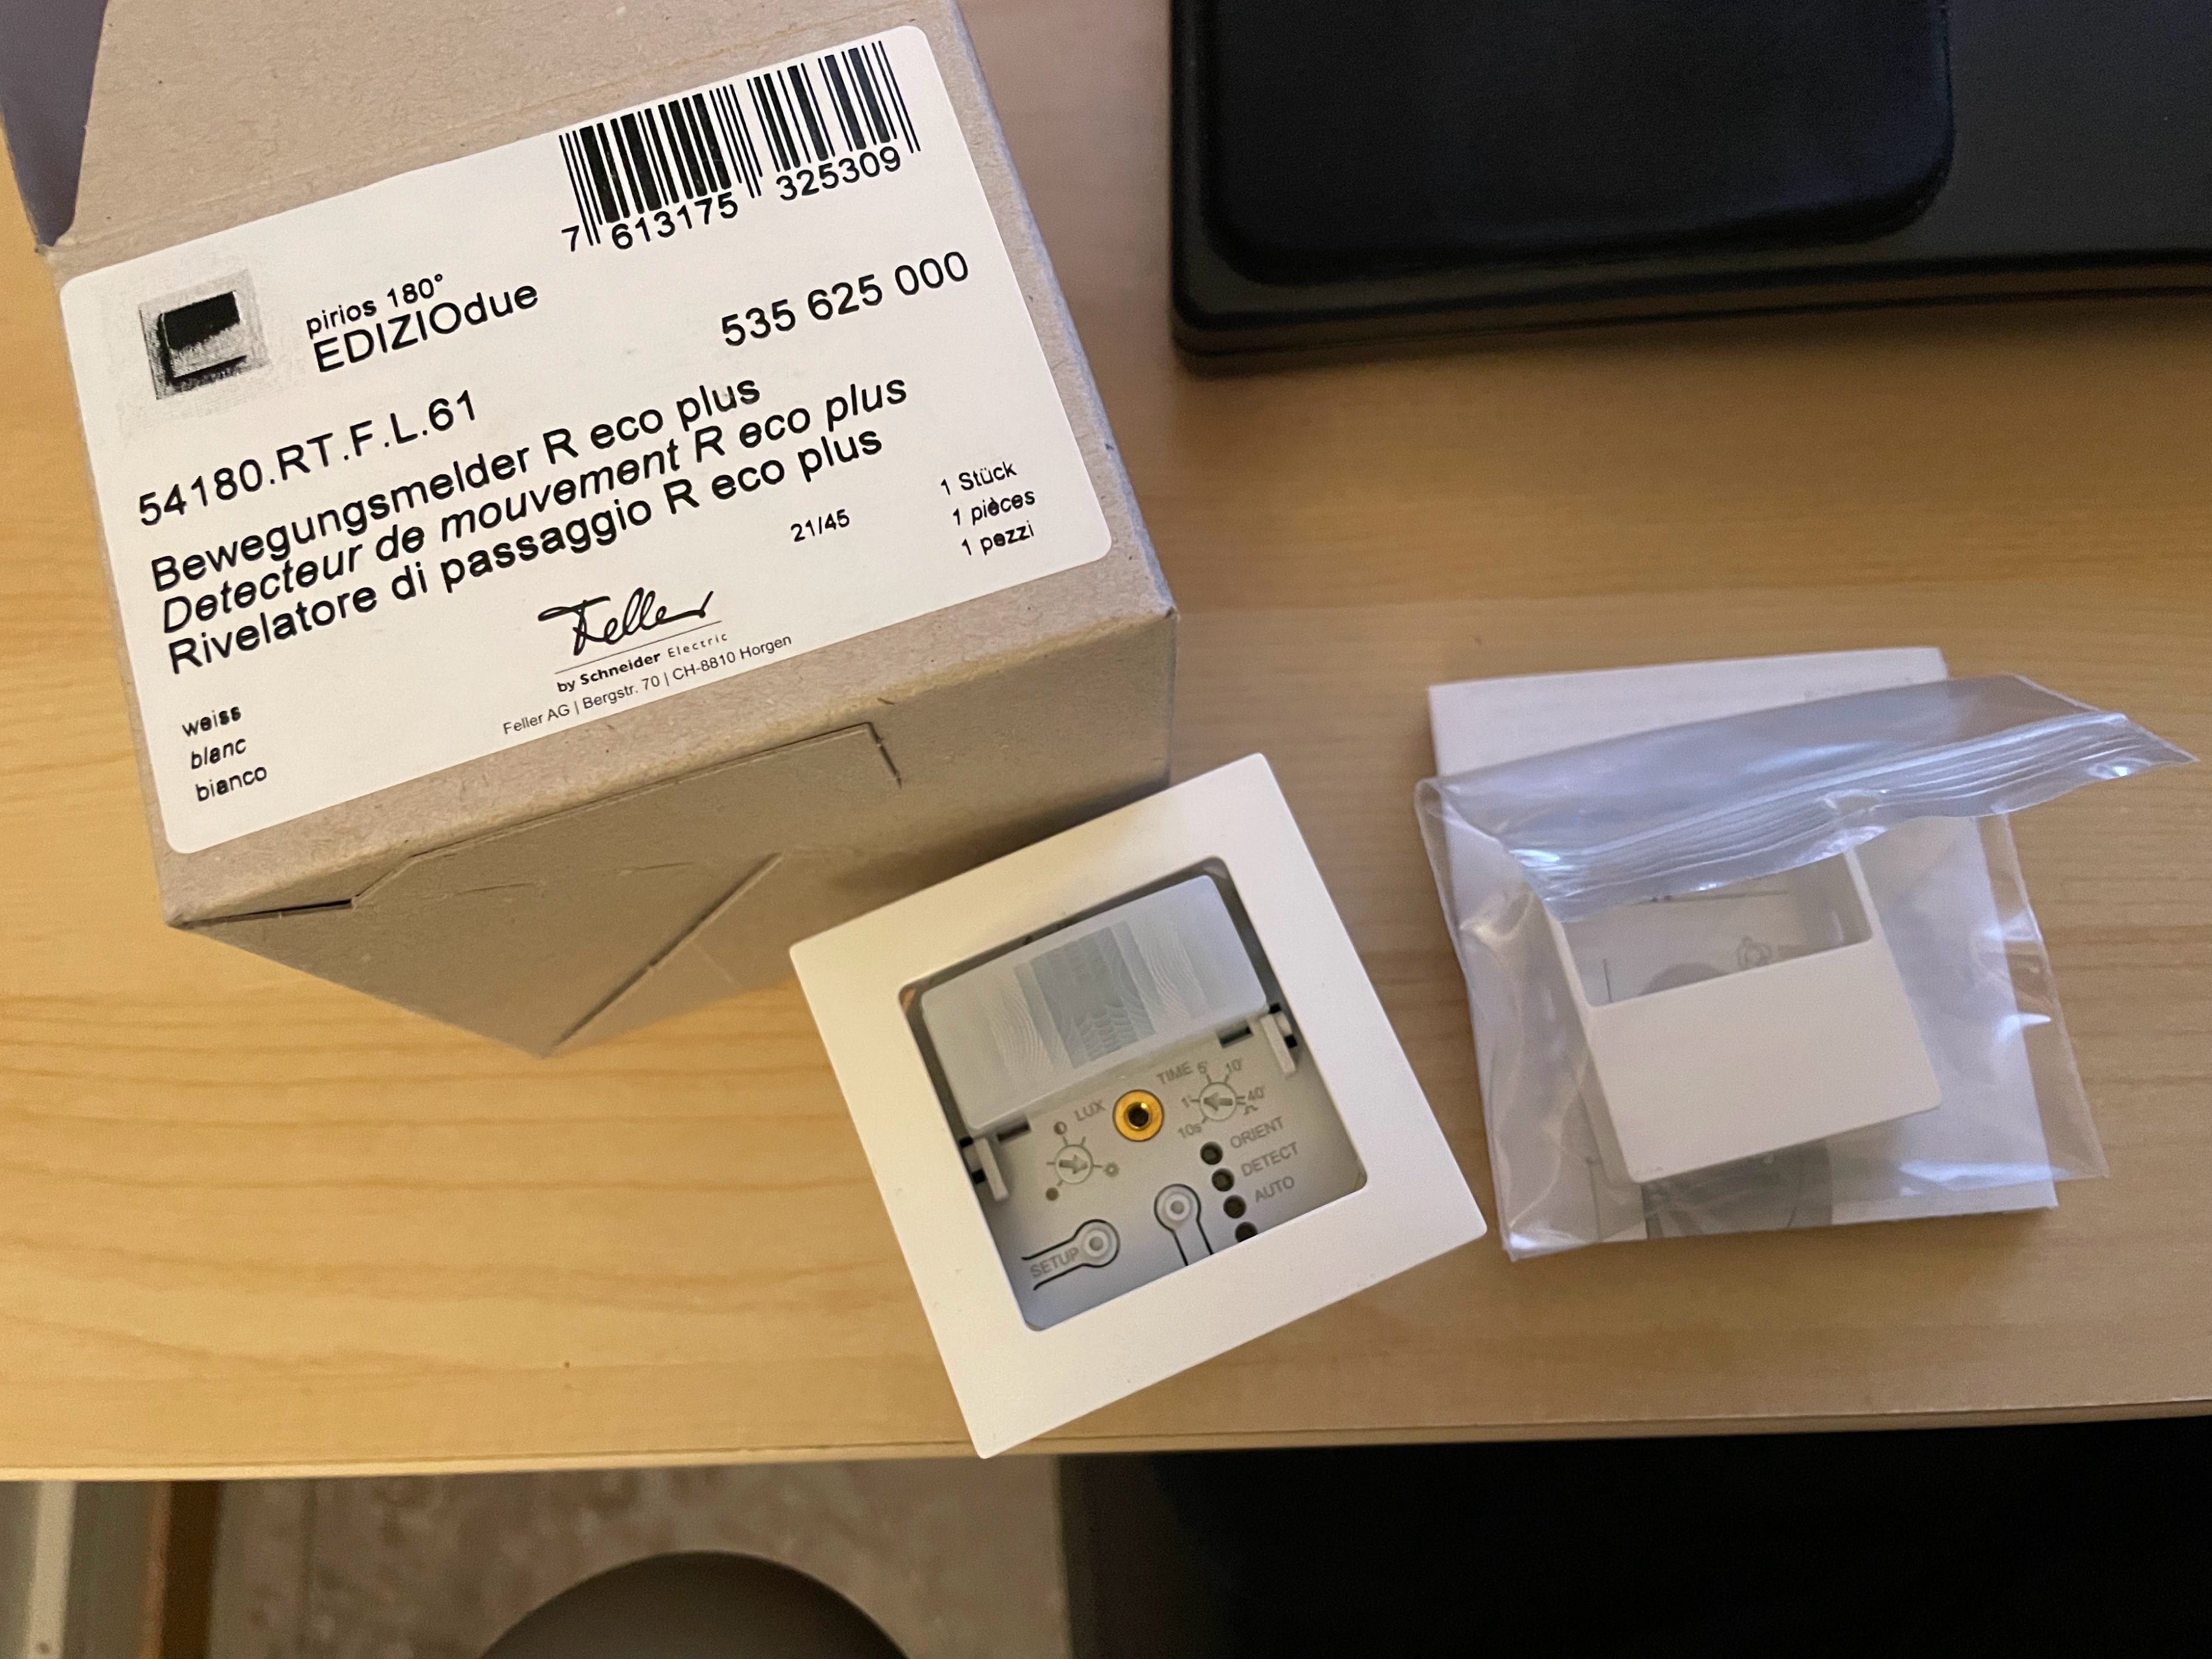 7 613175 325309
pirios 180°
EDIZIOdue
535 625 000
54180.RT.F.L.61
Bewegungsmelder R eco plus
Detecteur de mouvement R eco plus
Rivelatore di passaggio R eco plus
21/45
1 Stück
1 pièces
1 pezzi
Feller
by Schneider Electric
Feller AG | Bergstr. 70 | CH-8810 Horgen
weiss
blanc
bianco
TIME
10s
1'
10'
40'
LUX
ORIENT
DETECT
AUTO
SETUP